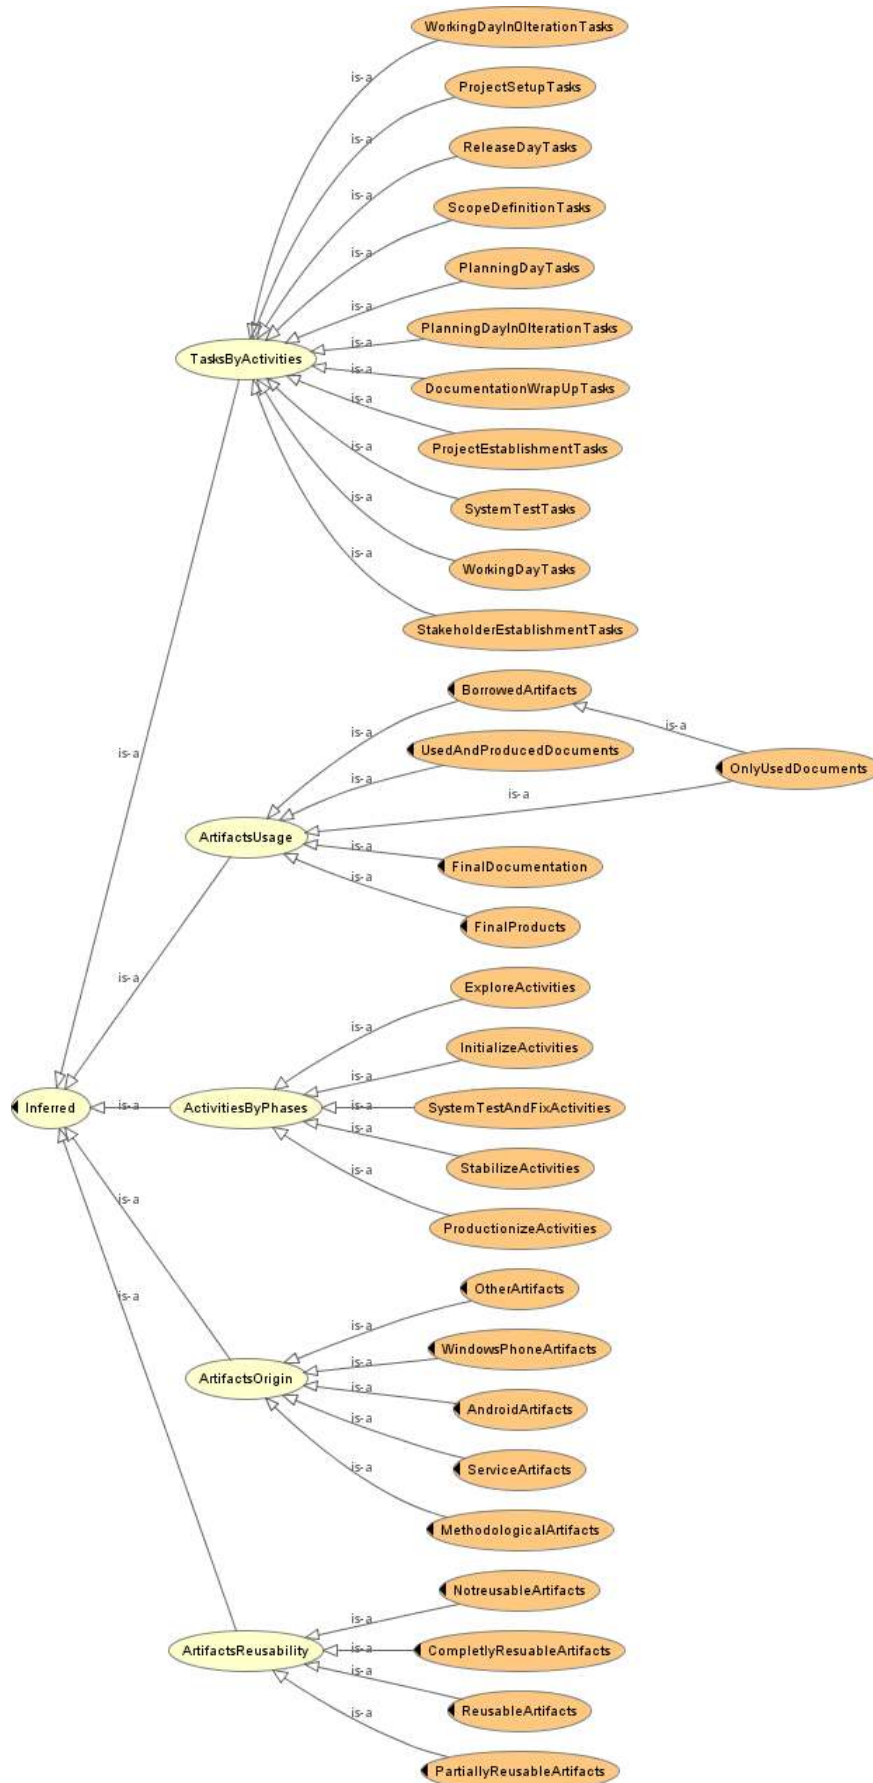 WorkingDayIn0IterationTasks
is-a
ProjectSetupTasks
is-a
ReleaseDayTasks
is-a
ScopeDefinitionTasks
is-a
PlanningDayTasks
is-a
PlanningDayIn0IterationTasks
is-a
TasksByActivities
is-a
DocumentationWrapUpTasks
is-a
ProjectEstablishmentTasks
is-a
SystemTestTasks
is-a
WorkingDayTasks
is-a
StakeholderEstablishmentTasks
BorrowedArtifacts
is-a
is-a
UsedAndProducedDocuments
is-a
is-a
OnlyUsedDocuments
is-a
ArtifactsUsage
is-a
FinalDocumentation
is-a
FinalProducts
is-a
ExploreActivities
is-a
InitializeActivities
is-a
Inferred
is-a
ActivitiesByPhases
is-a
SystemTestAndFixActivities
is-a
StabilizeActivities
is-a
is-a
ProductionizeActivities
OtherArtifacts
is-a
is-a
WindowsPhoneArtifacts
is-a
ArtifactsOrigin
is-a
AndroidArtifacts
is-a
ServiceArtifacts
is-a
MethodologicalArtifacts
NotreusableArtifacts
is-a
ArtifactsReusability
is-a
CompletlyResuableArtifacts
is-a
ReusableArtifacts
is-a
PartiallyReusableArtifacts